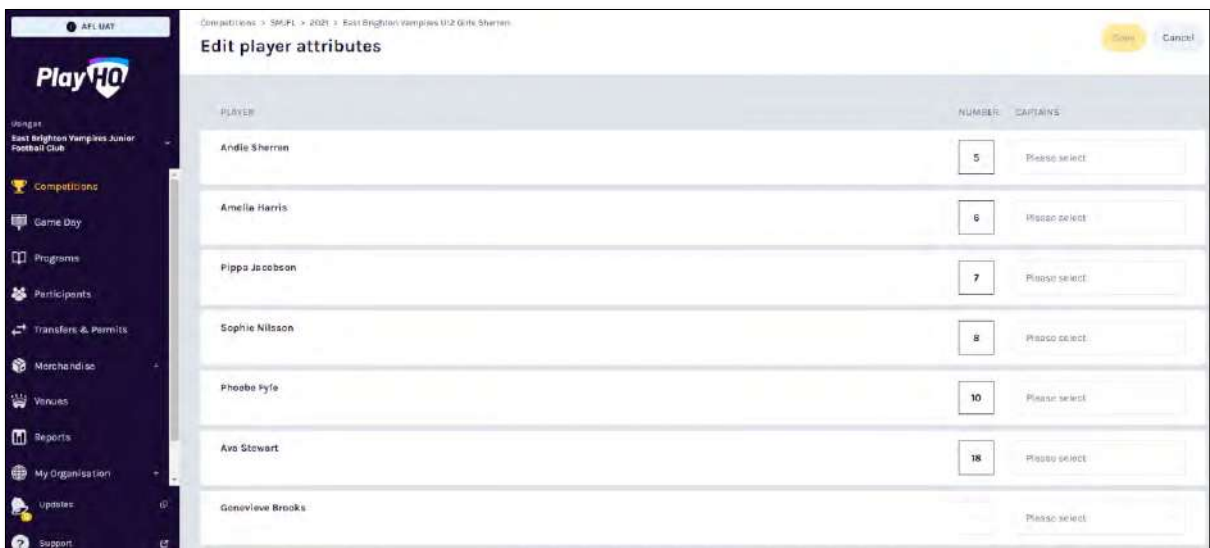 AFL UAT
PlayHQ
Using as
East Brighton Vampires Junior
Football Club
Competitions
Game Day
Programs
Participants
Transfers & Permits
Merchandise +
Venues
Reports
My Organisation +
Updates
Support
Competitions > SMJFL > 2021 > East Brighton Vampires U12 Girls Sherren
Edit player attributes
Save Cancel
PLAYER NUMBER CAPTAINS
Andie Sherren 5 Please select
Amelia Harris 6 Please select
Pippa Jacobson 7 Please select
Sophie Nilsson 8 Please select
Phoebe Fyfe 10 Please select
Ava Stewart 18 Please select
Genevieve Brooks Please select